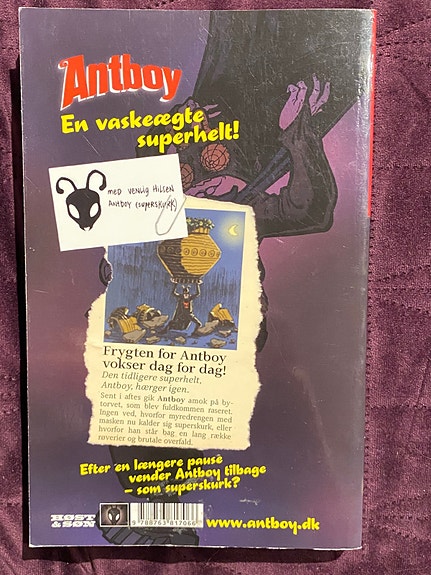 Antboy
En vaskeægte
superhelt!
MED VENLIG HILSEN
ANTBOY (SUPERSKURK)
Frygten for Antboy
vokser dag for dag!
Den tidligere superhelt,
Antboy, hærger igen.
Sent i aftes gik Antboy amok på by-
torvet, som blev fuldkommen raseret.
Ingen ved, hvorfor myredrengen med
masken nu kalder sig superskurk, eller
hvorfor han står bag en lang række
røverier og brutale overfald.
Efter en længere pause
vender Antboy tilbage
– som superskurk?
HØST
&SØN
9 788763 817066
www.antboy.dk